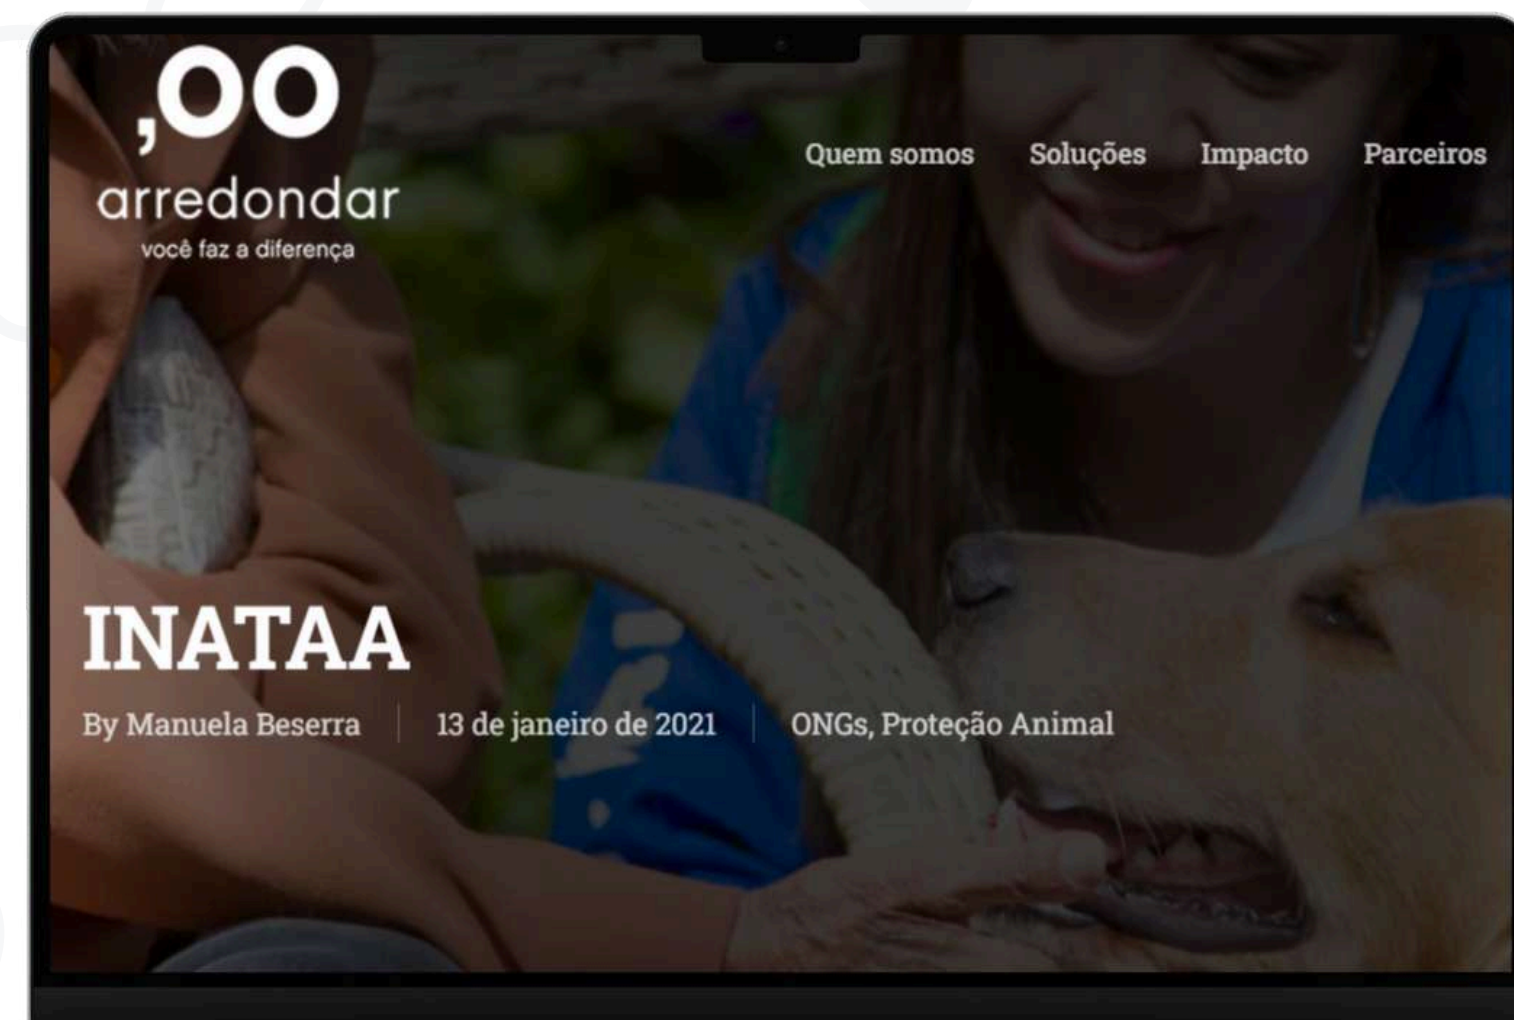 ,00
arredondar
você faz a diferença
Quem somos Soluções Impacto Parceiros
INATAA
By Manuela Beserra 13 de janeiro de 2021 ONGs, Proteção Animal